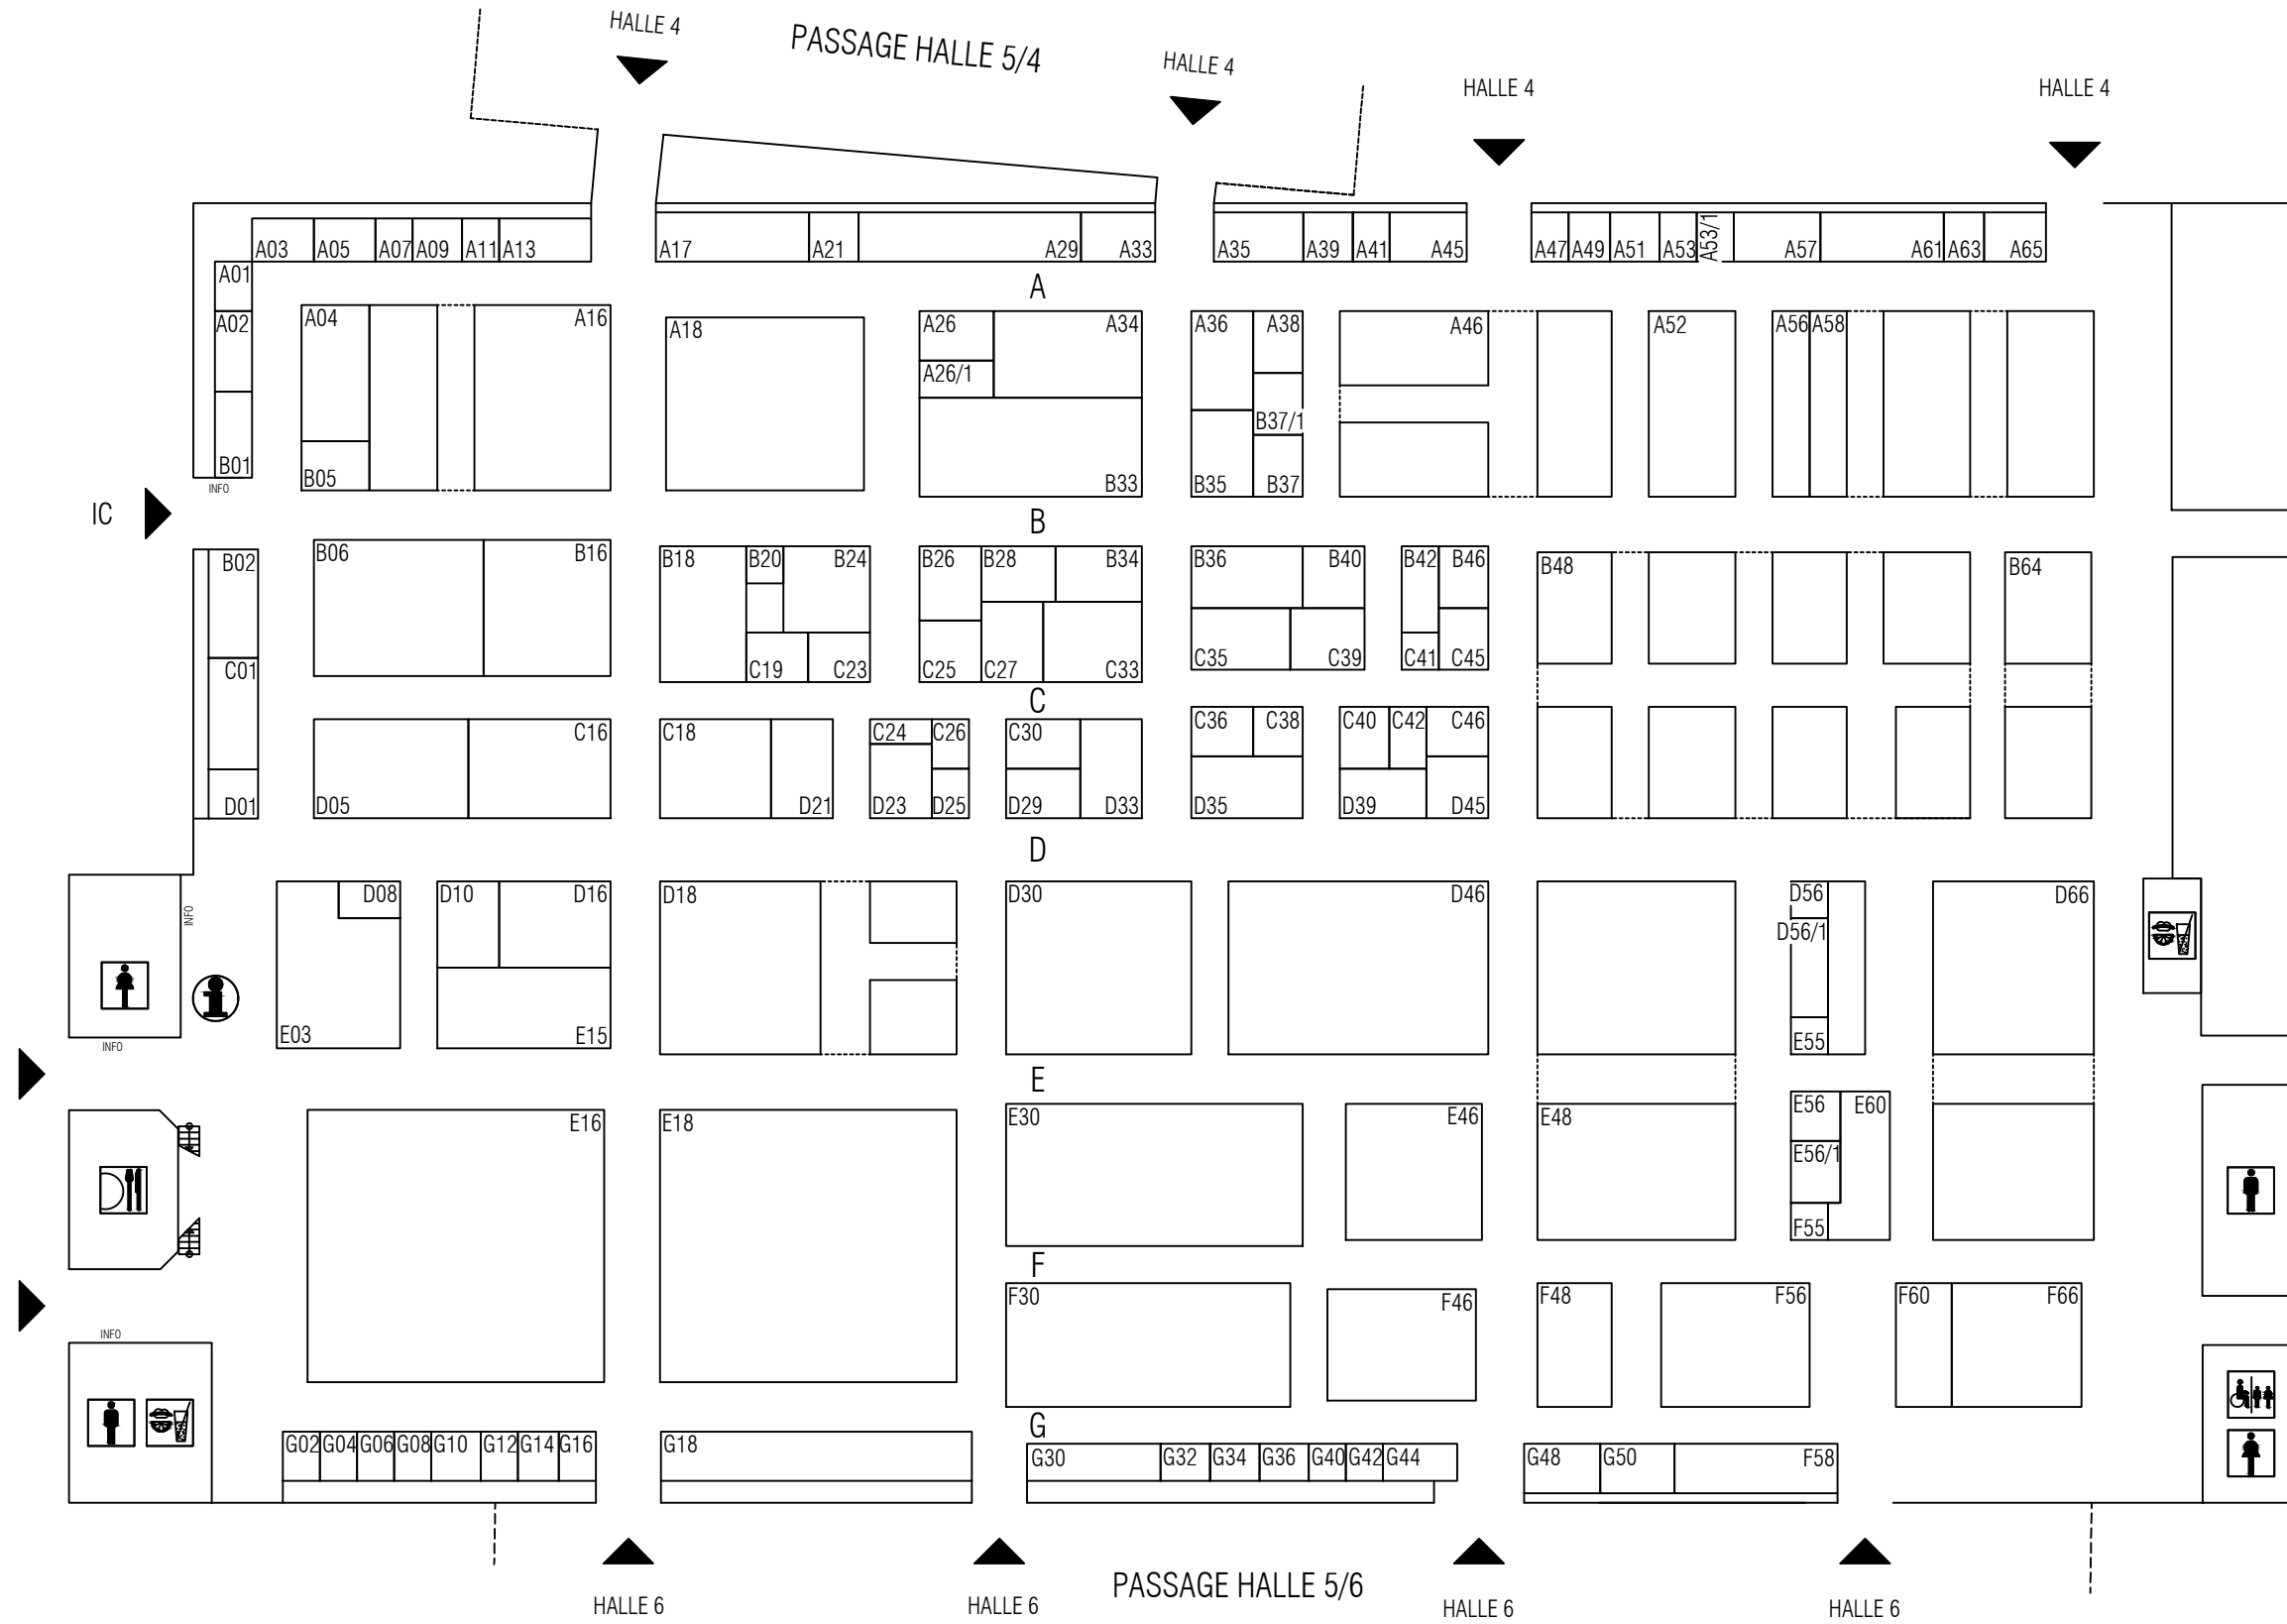 HALLE 4
PASSAGE HALLE 5/4
HALLE 4
HALLE 4
HALLE 4
A03 A05 A07 A09 A11 A13 A17 A21 A29 A33 A35 A39 A41 A45 A47 A49 A51 A53 A53/1 A57 A61 A63 A65
A01
A
A02 A04 A16 A18 A26 A34 A36 A38 A46 A52 A56 A58
A26/1
B37/1
B01 B05 B33 B35 B37
INFO
IC
B
B02 B06 B16 B18 B20 B24 B26 B28 B34 B36 B40 B42 B46 B48 B64
C01 C19 C23 C25 C27 C33 C35 C39 C41 C45
C
C16 C18 C24 C26 C30 C36 C38 C40 C42 C46
D01 D05 D21 D23 D25 D29 D33 D35 D39 D45
D
D08 D10 D16 D18 D30 D46 D56 D66
INFO
D56/1
E03 E15 E55
INFO
E
E16 E18 E30 E46 E48 E56 E60
E56/1
F55
F
F30 F46 F48 F56 F60 F66
INFO
G
G02 G04 G06 G08 G10 G12 G14 G16 G18 G30 G32 G34 G36 G40 G42 G44 G48 G50 F58
PASSAGE HALLE 5/6
HALLE 6
HALLE 6
HALLE 6
HALLE 6